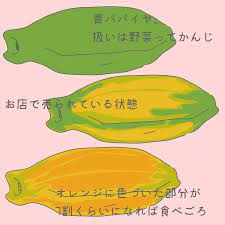 青パパイヤ、
扱いは野菜ってかんじ
お店で売られている状態
オレンジに色づいた部分が
割くらいになれば食べごろ